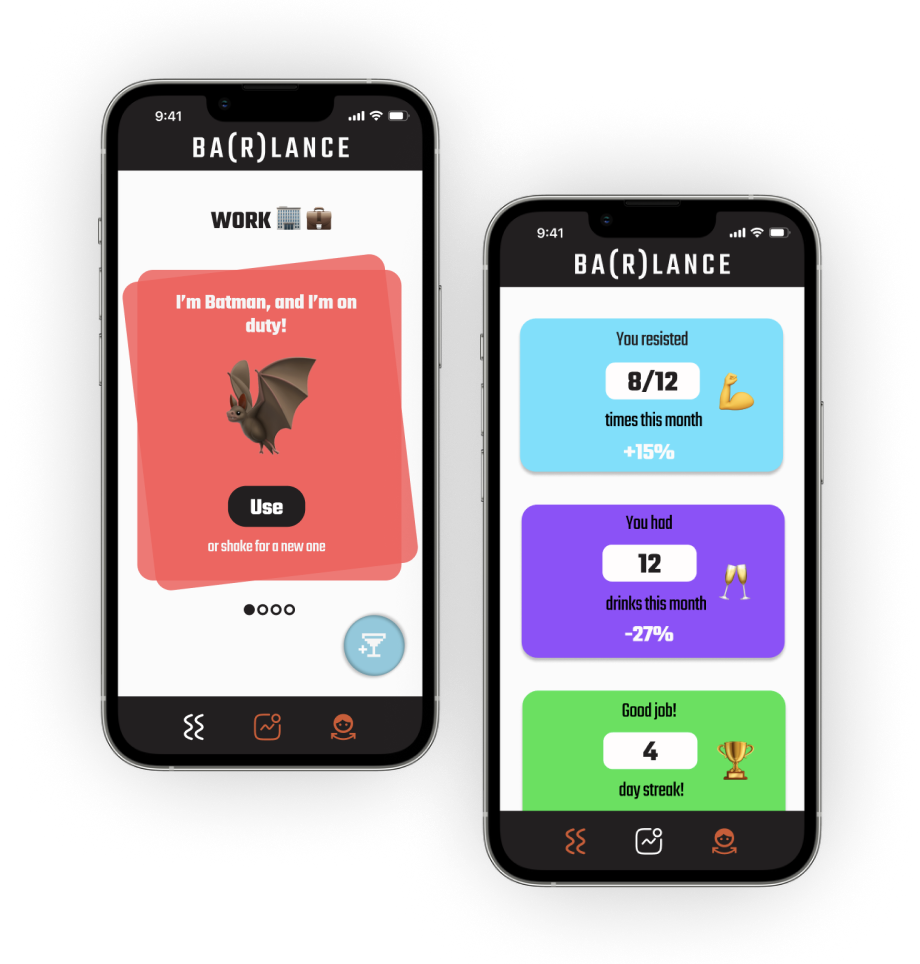 9:41
BA(R)LANCE
WORK
I'm Batman, and I'm on
duty!
Use
or shake for a new one
9:41
BA(R)LANCE
You resisted
8/12
times this month
+15%
You had
12
drinks this month
-27%
Good job!
4
day streak!